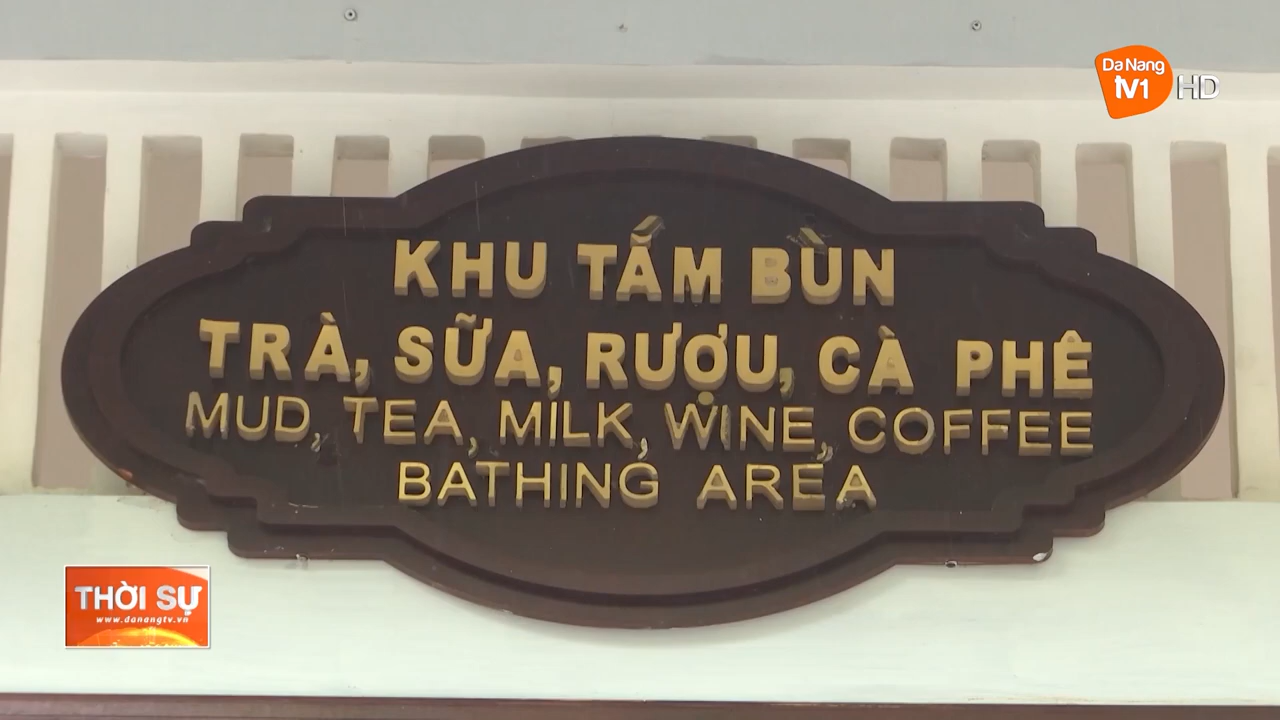 Da Nang
TV1 HD
KHU TẮM BÙN
TRÀ, SỮA, RƯỢU, CÀ PHÊ
MUD, TEA, MILK, WINE, COFFEE
BATHING AREA
THỜI SỰ
www.danangtv.vn